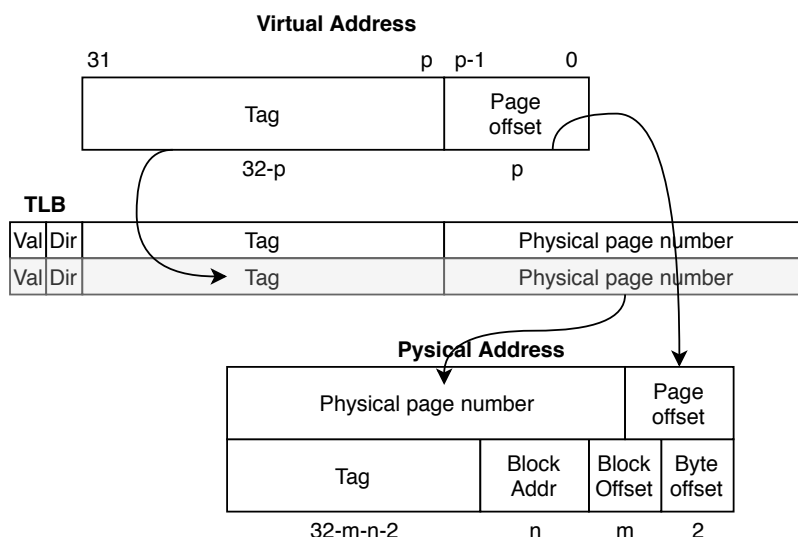 Virtual Address
31 p p-1 0
Tag Page offset
32-p p
TLB
Val Dir Tag Physical page number
Val Dir Tag Physical page number
Pysical Address
Physical page number Page offset
Tag Block Addr Block Offset Byte offset
32-m-n-2 n m 2